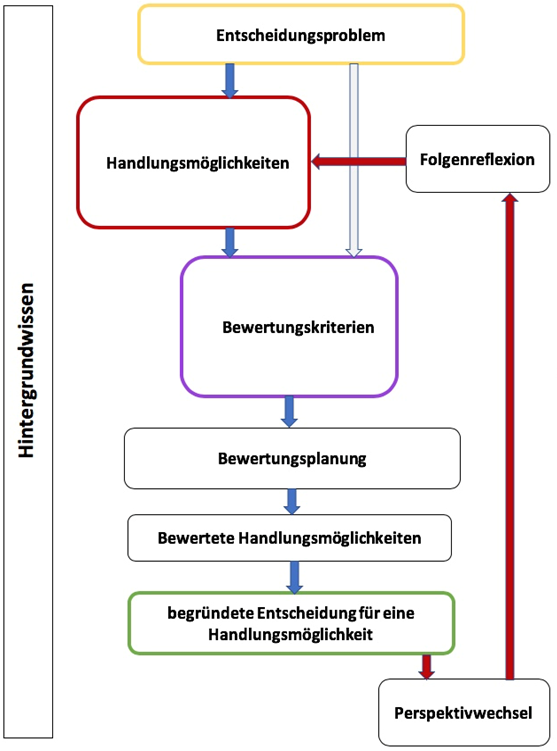 Hintergrundwissen
Entscheidungsproblem
Handlungsmöglichkeiten
Folgenreflexion
Bewertungskriterien
Bewertungsplanung
Bewertete Handlungsmöglichkeiten
begründete Entscheidung für eine
Handlungsmöglichkeit
Perspektivwechsel